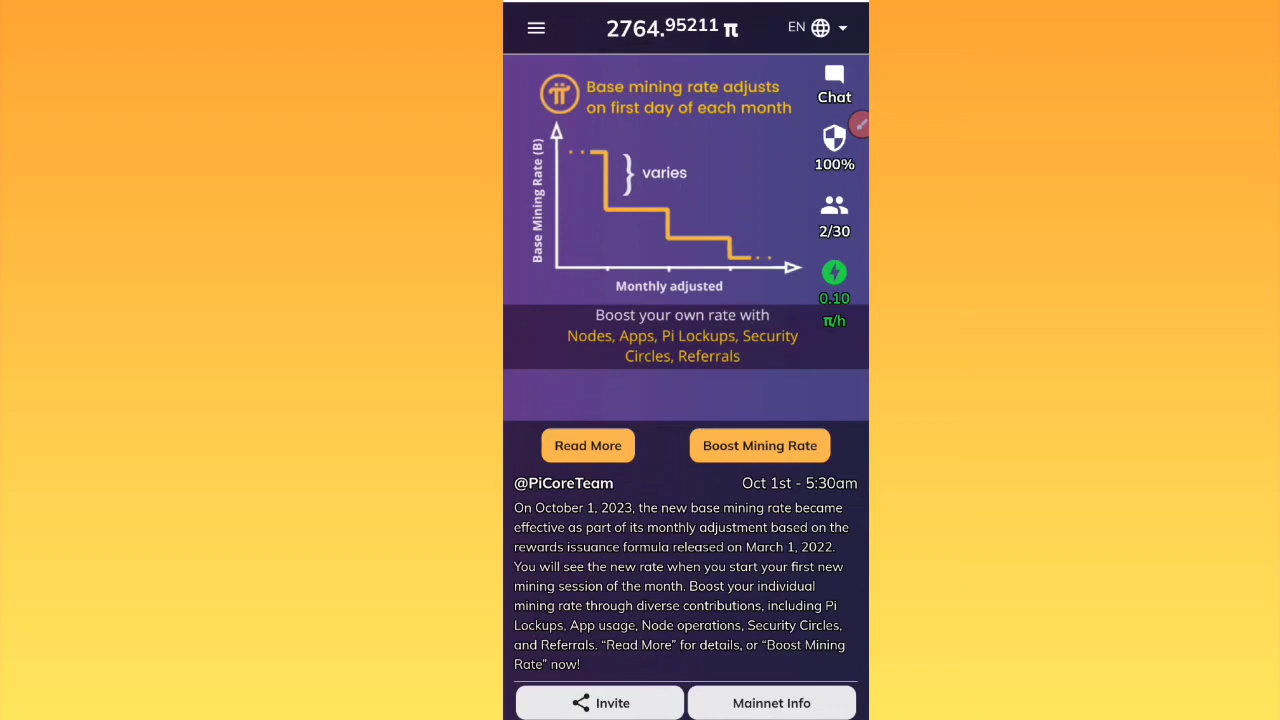 2764.95211 π
EN
Base mining rate adjusts
on first day of each month
Chat
100%
2/30
0.10
π/h
Base Mining Rate (B)
varies
Monthly adjusted
Boost your own rate with
Nodes, Apps, Pi Lockups, Security
Circles, Referrals
Read More
Boost Mining Rate
@PiCoreTeam
Oct 1st - 5:30am
On October 1, 2023, the new base mining rate became
effective as part of its monthly adjustment based on the
rewards issuance formula released on March 1, 2022.
You will see the new rate when you start your first new
mining session of the month. Boost your individual
mining rate through diverse contributions, including Pi
Lockups, App usage, Node operations, Security Circles,
and Referrals. “Read More” for details, or “Boost Mining
Rate” now!
Invite
Mainnet Info